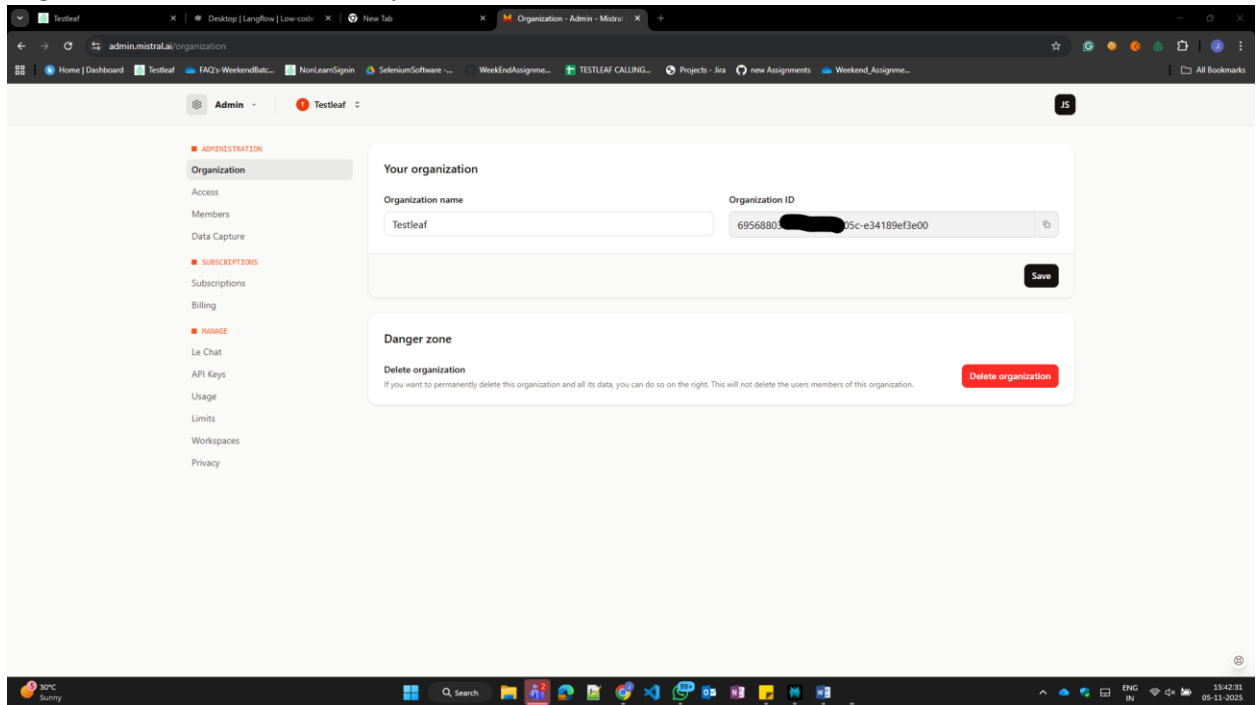 Testleaf
Desktop | Langflow | Low-code
New Tab
Organization - Admin - Mistral
admin.mistral.ai/organization
Home | Dashboard
Testleaf
FAQ's-WeekendBatc...
NonLearnSignin
SeleniumSoftware -...
WeekEndAssignme...
TESTLEAF CALLING...
Projects - Jira
new Assignments
Weekend_Assignme...
All Bookmarks
Admin
T Testleaf
JS
ADMINISTRATION
Organization
Access
Members
Data Capture
SUBSCRIPTIONS
Subscriptions
Billing
MANAGE
Le Chat
API Keys
Usage
Limits
Workspaces
Privacy
Your organization
Organization name
Organization ID
Testleaf
6956880 05c-e34189ef3e00
Save
Danger zone
Delete organization
If you want to permanently delete this organization and all its data, you can do so on the right. This will not delete the users members of this organization.
Delete organization
30°C
Sunny
Search
99+
ENG
IN
15:42:31
05-11-2025